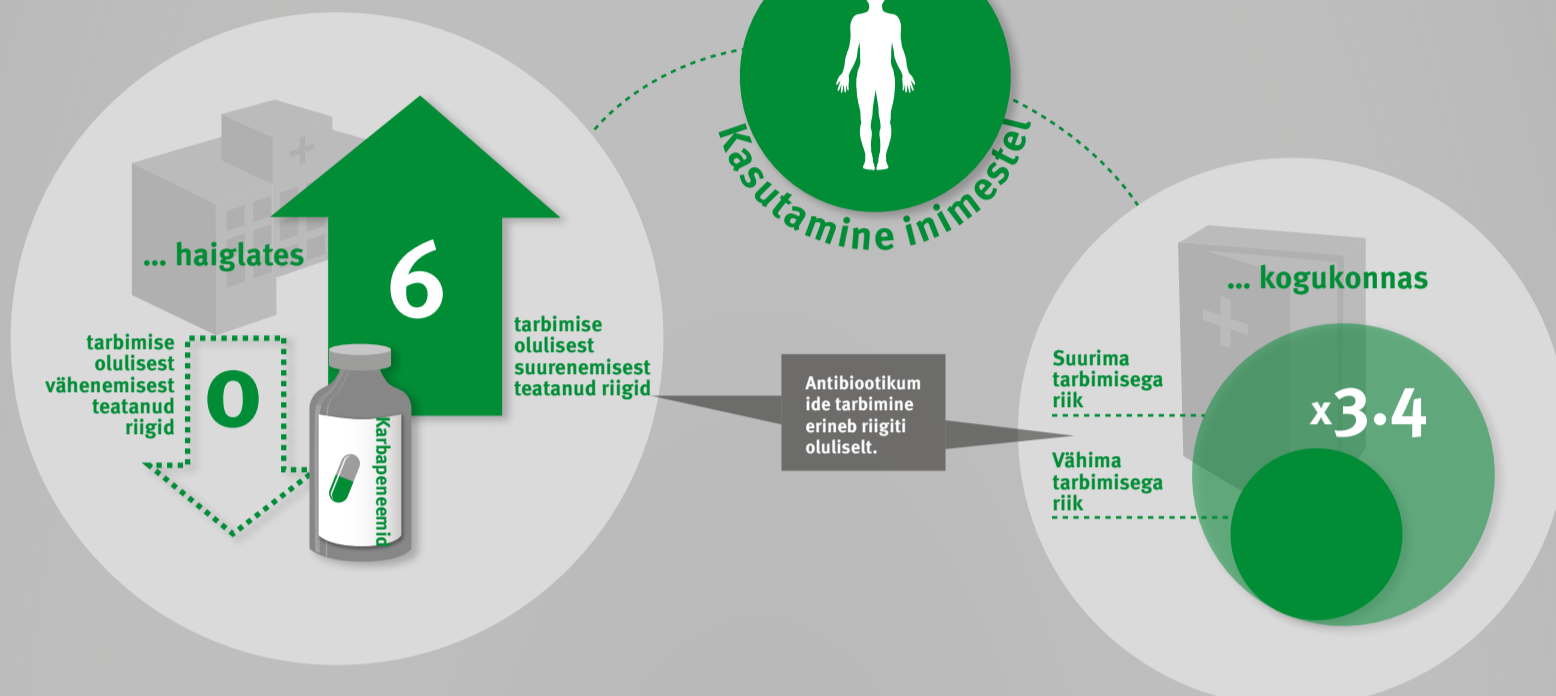 Kasutamine inimestel
... haiglates
6
tarbimise
olulisest
suurenemisest
teatanud riigid
tarbimise
olulisest
vähenemisest
teatanud
riigid
0
Karbapeneemid
Antibiootikum
ide tarbimine
erineb riigiti
oluliselt.
... kogukonnas
Suurima
tarbimisega
riik
x3.4
Vähima
tarbimisega
riik